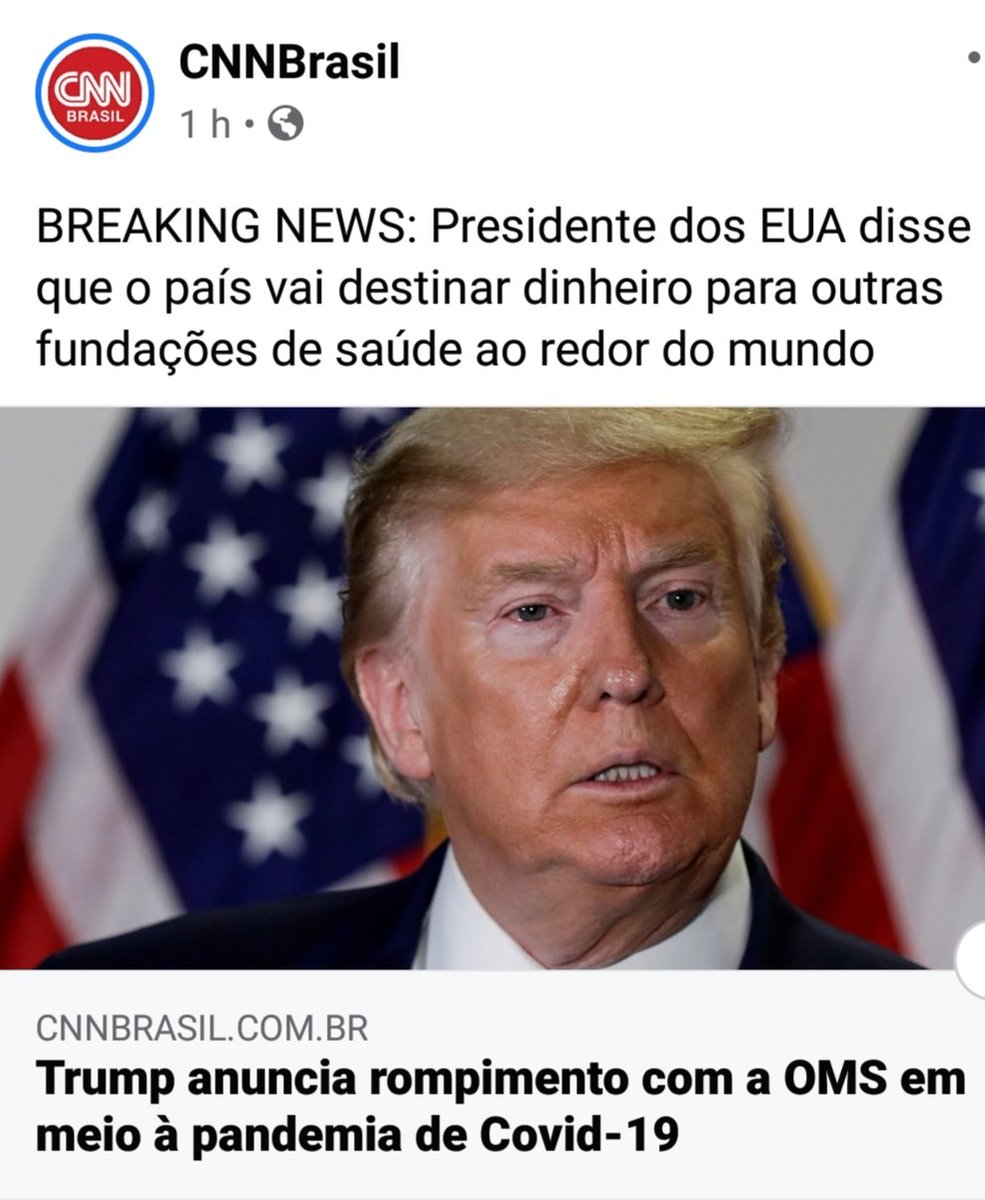 CNN
BRASIL
CNNBrasil
1 h •
BREAKING NEWS: Presidente dos EUA disse
que o país vai destinar dinheiro para outras
fundações de saúde ao redor do mundo
CNNBRASIL.COM.BR
Trump anuncia rompimento com a OMS em
meio à pandemia de Covid-19